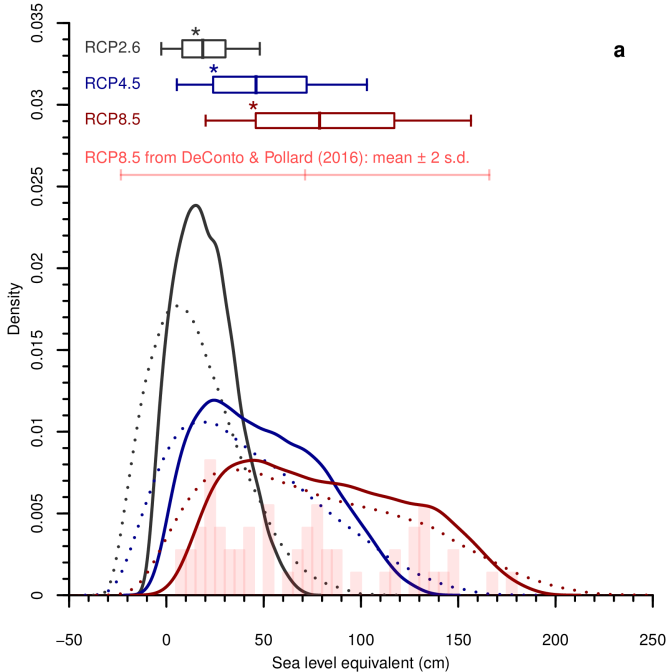 a
*
RCP2.6
*
RCP4.5
*
RCP8.5
RCP8.5 from DeConto & Pollard (2016): mean ± 2 s.d.
0.035
0.03
0.025
0.02
0.015
0.01
0.005
0
Density
−50 0 50 100 150 200 250
Sea level equivalent (cm)